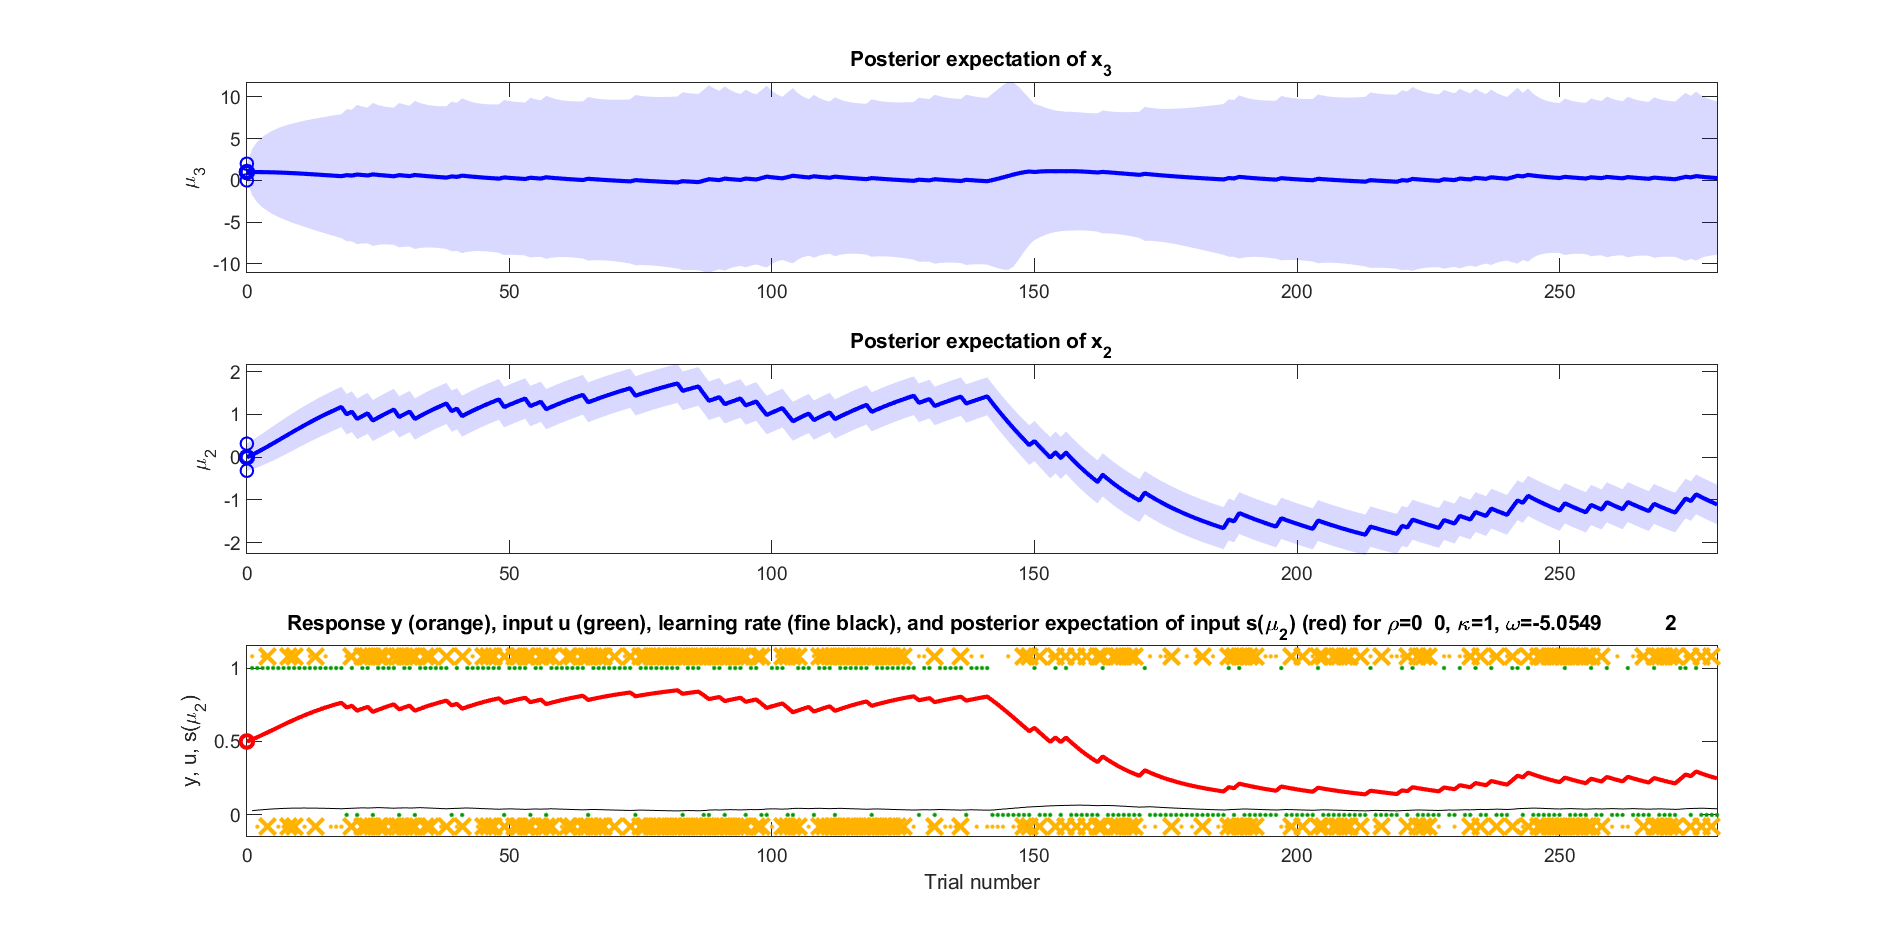 Posterior expectation of x3
μ3
10
5
0
-5
-10
0 50 100 150 200 250
Posterior expectation of x2
μ2
2
1
0
-1
-2
0 50 100 150 200 250
Response y (orange), input u (green), learning rate (fine black), and posterior expectation of input s(μ2) (red) for ρ=0 0, κ=1, ω=-5.0549 2
y, u, s(μ2)
1
0.5
0
0 50 100 150 200 250
Trial number